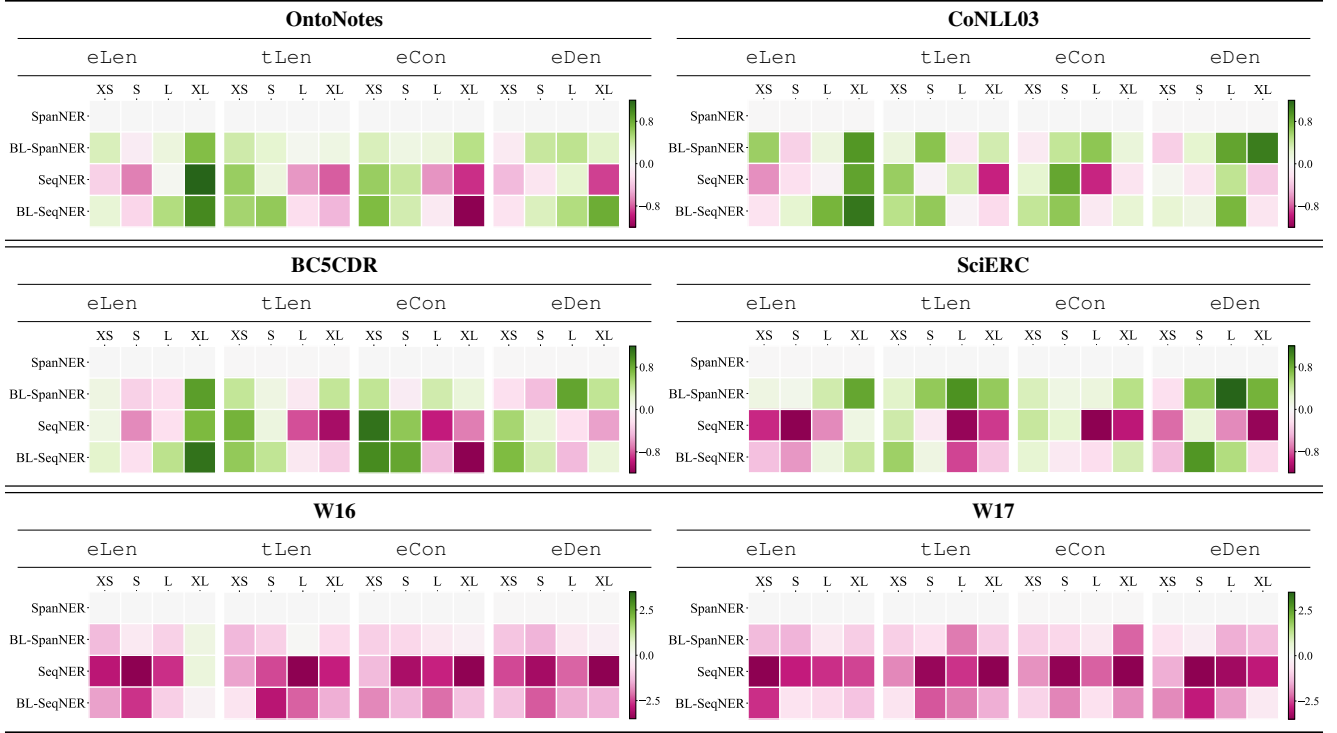 OntoNotes CoNLL03
eLen tLen eCon eDen eLen tLen eCon eDen
XS S L XL XS S L XL XS S L XL XS S L XL XS S L XL XS S L XL XS S L XL XS S L XL
SpanNER SpanNER
0.8 0.8
BL-SpanNER BL-SpanNER
0.0 0.0
SeqNER SeqNER
−0.8 −0.8
BL-SeqNER BL-SeqNER
BC5CDR SciERC
eLen tLen eCon eDen eLen tLen eCon eDen
XS S L XL XS S L XL XS S L XL XS S L XL XS S L XL XS S L XL XS S L XL XS S L XL
SpanNER SpanNER
0.8 0.8
BL-SpanNER BL-SpanNER
0.0 0.0
SeqNER SeqNER
−0.8 −0.8
BL-SeqNER BL-SeqNER
W16 W17
eLen tLen eCon eDen eLen tLen eCon eDen
XS S L XL XS S L XL XS S L XL XS S L XL XS S L XL XS S L XL XS S L XL XS S L XL
SpanNER SpanNER
2.5 2.5
BL-SpanNER BL-SpanNER
0.0 0.0
SeqNER SeqNER
−2.5 −2.5
BL-SeqNER BL-SeqNER